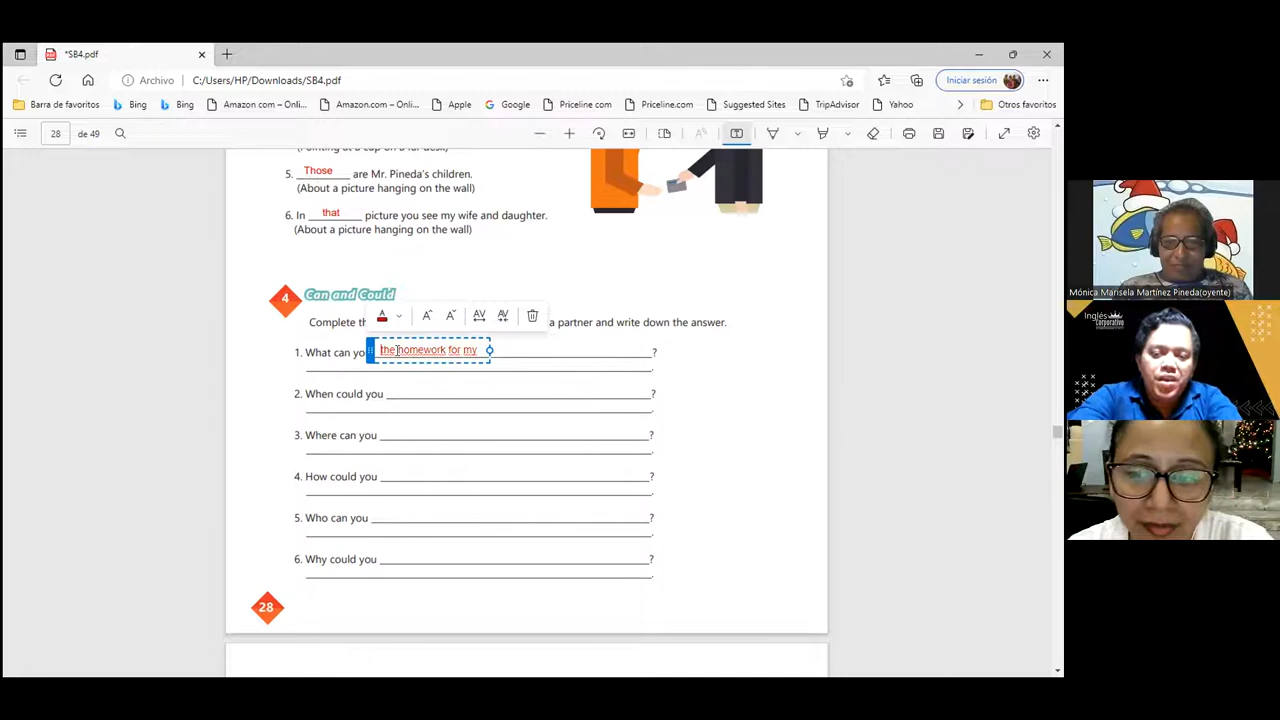 *SB4.pdf
Archivo
C:/Users/HP/Downloads/SB4.pdf
Iniciar sesión
Barra de favoritos
Bing
Bing
Amazon com – Onli...
Amazon.com – Onli...
Apple
Google
Priceline com
Priceline.com
Suggested Sites
TripAdvisor
Yahoo
Otros favoritos
28 de 49
5. Those are Mr. Pineda's children.
(About a picture hanging on the wall)
6. In that picture you see my wife and daughter.
(About a picture hanging on the wall)
4 Can and Could
Complete th a partner and write down the answer.
1. What can yo the homework for my ?
2. When could you ?
3. Where can you ?
4. How could you ?
5. Who can you ?
6. Why could you ?
28
Mónica Marisela Martínez Pineda(oyente)
Inglés
corporativo